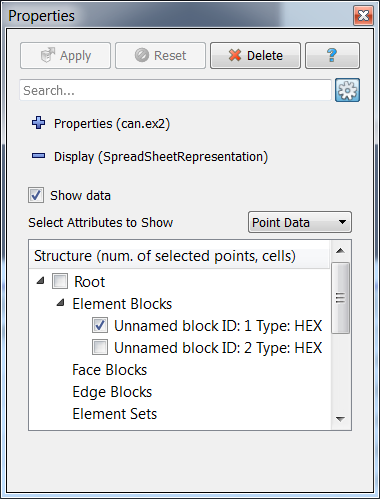 Properties
Apply
Reset
Delete
?
Search...
Properties (can.ex2)
Display (SpreadSheetRepresentation)
Show data
Select Attributes to Show
Point Data
Structure (num. of selected points, cells)
Root
Element Blocks
Unnamed block ID: 1 Type: HEX
Unnamed block ID: 2 Type: HEX
Face Blocks
Edge Blocks
Element Sets